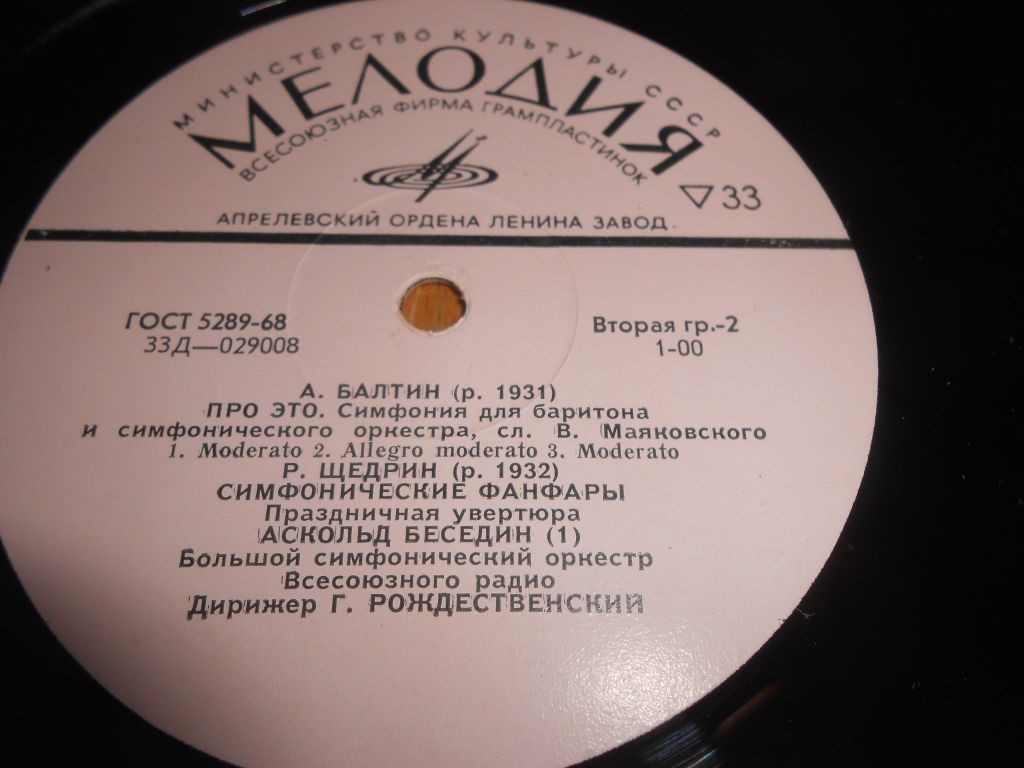 МИНИСТЕРСТВО КУЛЬТУРЫ СССР
МЕЛОДИЯ
ВСЕСОЮЗНАЯ ФИРМА ГРАМПЛАСТИНОК
▽33
АПРЕЛЕВСКИЙ ОРДЕНА ЛЕНИНА ЗАВОД
ГОСТ 5289-68
33Д—029008
Вторая гр.-2
1-00
А. БАЛТИН (р. 1931)
ПРО ЭТО. Симфония для баритона
и симфонического оркестра, сл. В. Маяковского
1. Moderato 2. Allegro moderato 3. Moderato
Р. ЩЕДРИН (р. 1932)
СИМФОНИЧЕСКИЕ ФАНФАРЫ
Праздничная увертюра
АСКОЛЬД БЕСЕДИН (1)
Большой симфонический оркестр
Всесоюзного радио
Дирижер Г. РОЖДЕСТВЕНСКИЙ